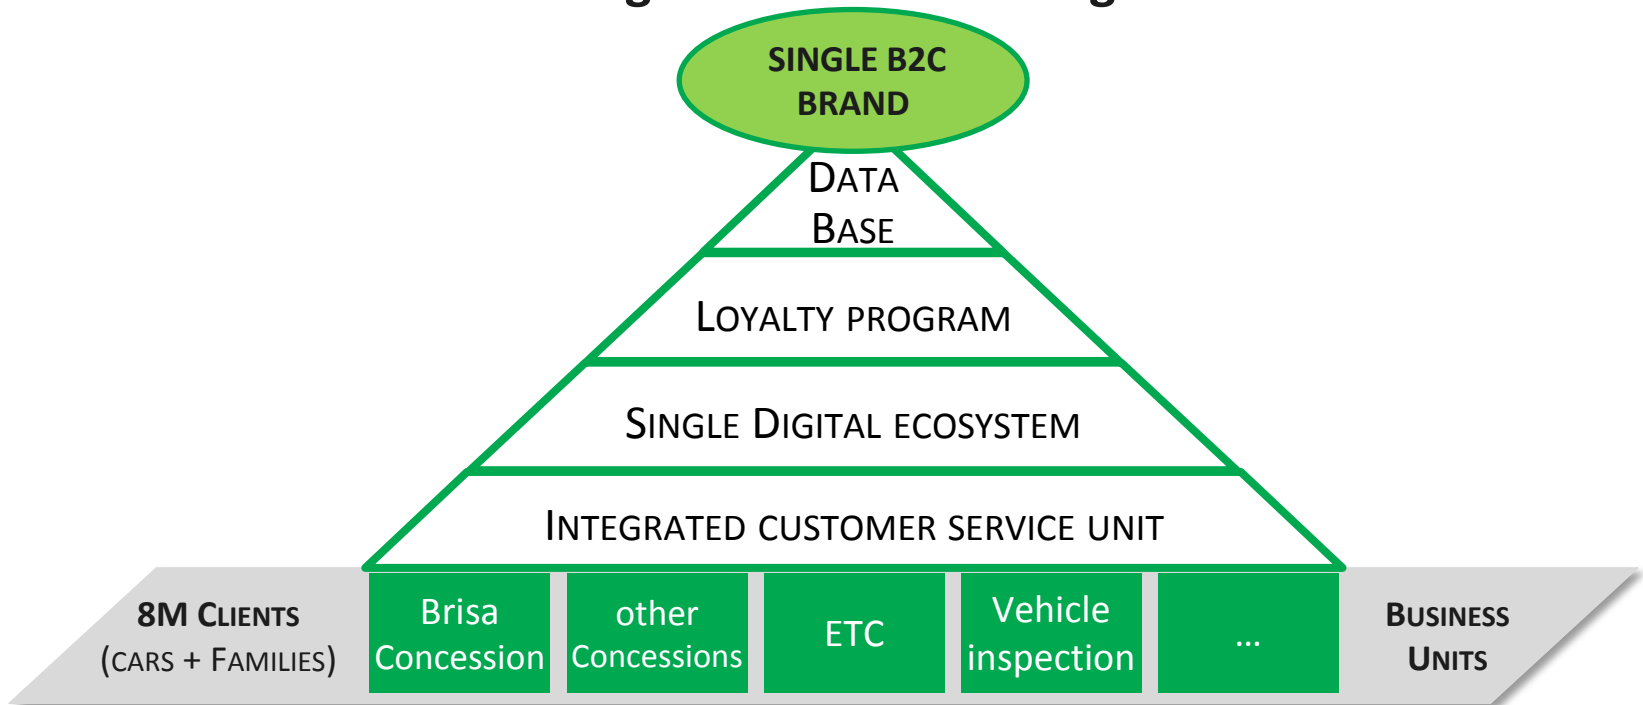 SINGLE B2C
BRAND
DATA
BASE
LOYALTY PROGRAM
SINGLE DIGITAL ECOSYSTEM
INTEGRATED CUSTOMER SERVICE UNIT
8M CLIENTS
(CARS + FAMILIES)
Brisa
Concession
other
Concessions
ETC
Vehicle
inspection
...
BUSINESS
UNITS